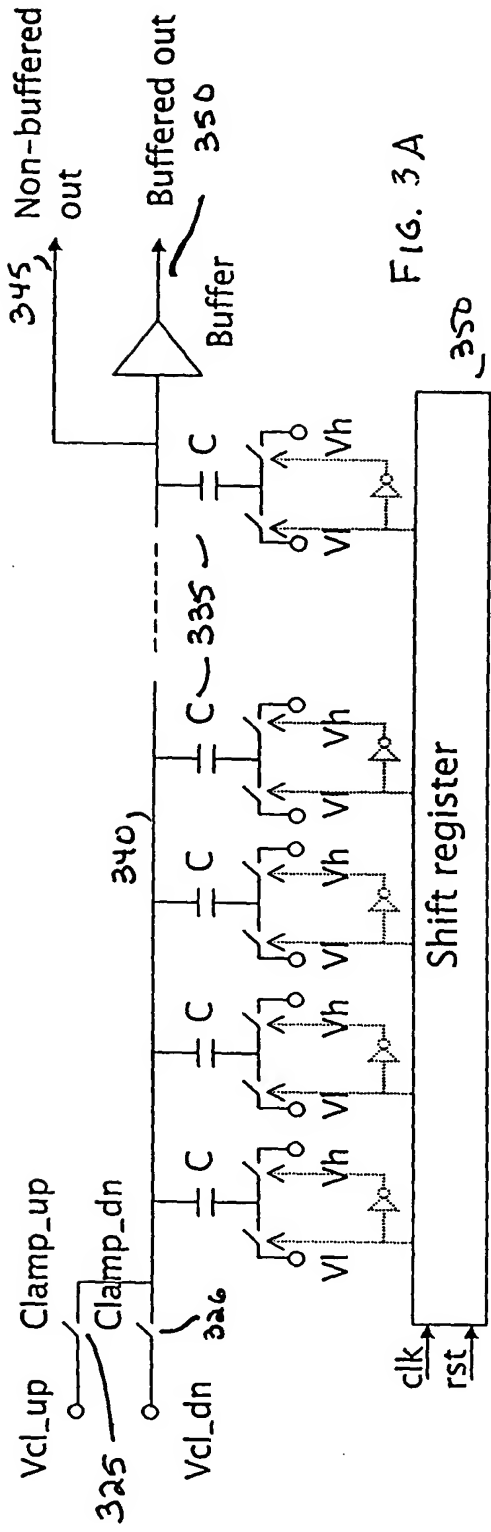 Vcl_up
Clamp_up
325
Vcl_dn
Clamp_dn
326
340
345
Non-buffered
out
Buffer
Buffered out
350
C
C
C
C
335
C
Vl
Vh
Vl
Vh
Vl
Vh
Vl
Vh
Vl
Vh
clk
rst
Shift register
350
FIG. 3A